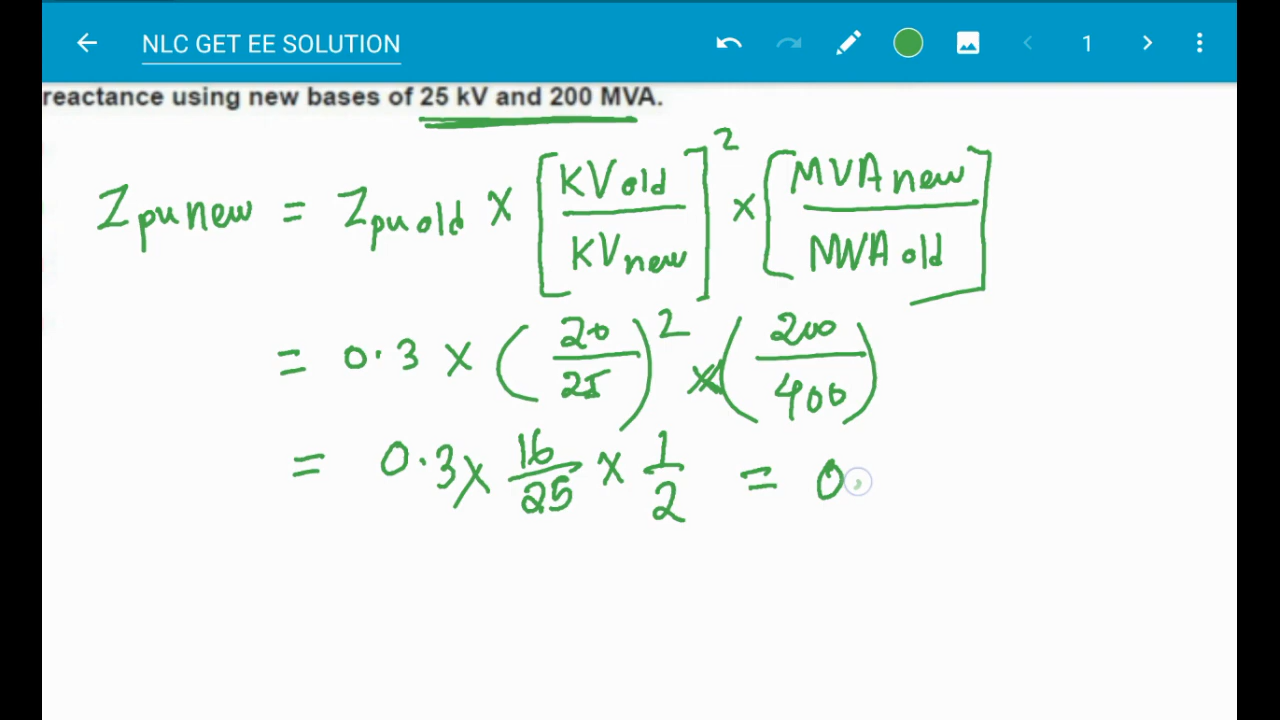 NLC GET EE SOLUTION
1
reactance using new bases of 25 kV and 200 MVA.
Zpu new = Zpu old × [KV old / KV new]² × [MVA new / MVA old]
= 0.3 × (20/25)² × (200/400)
= 0.3 × 16/25 × 1/2 = 0.